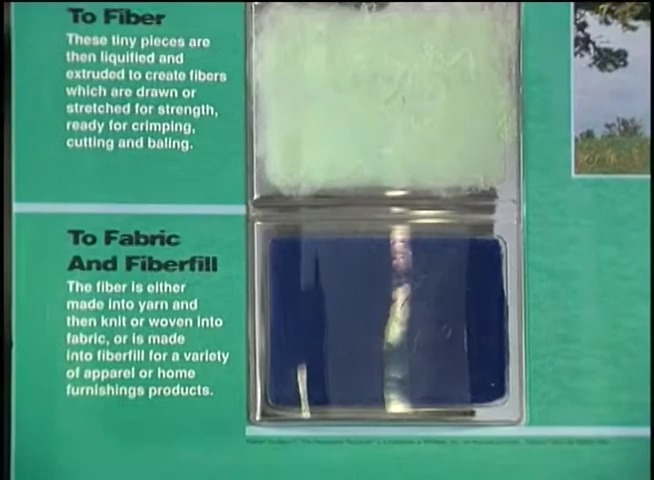 To Fiber
These tiny pieces are
then liquified and
extruded to create fibers
which are drawn or
stretched for strength,
ready for crimping,
cutting and baling.
To Fabric
And Fiberfill
The fiber is either
made into yarn and
then knit or woven into
fabric, or is made
into fiberfill for a variety
of apparel or home
furnishings products.